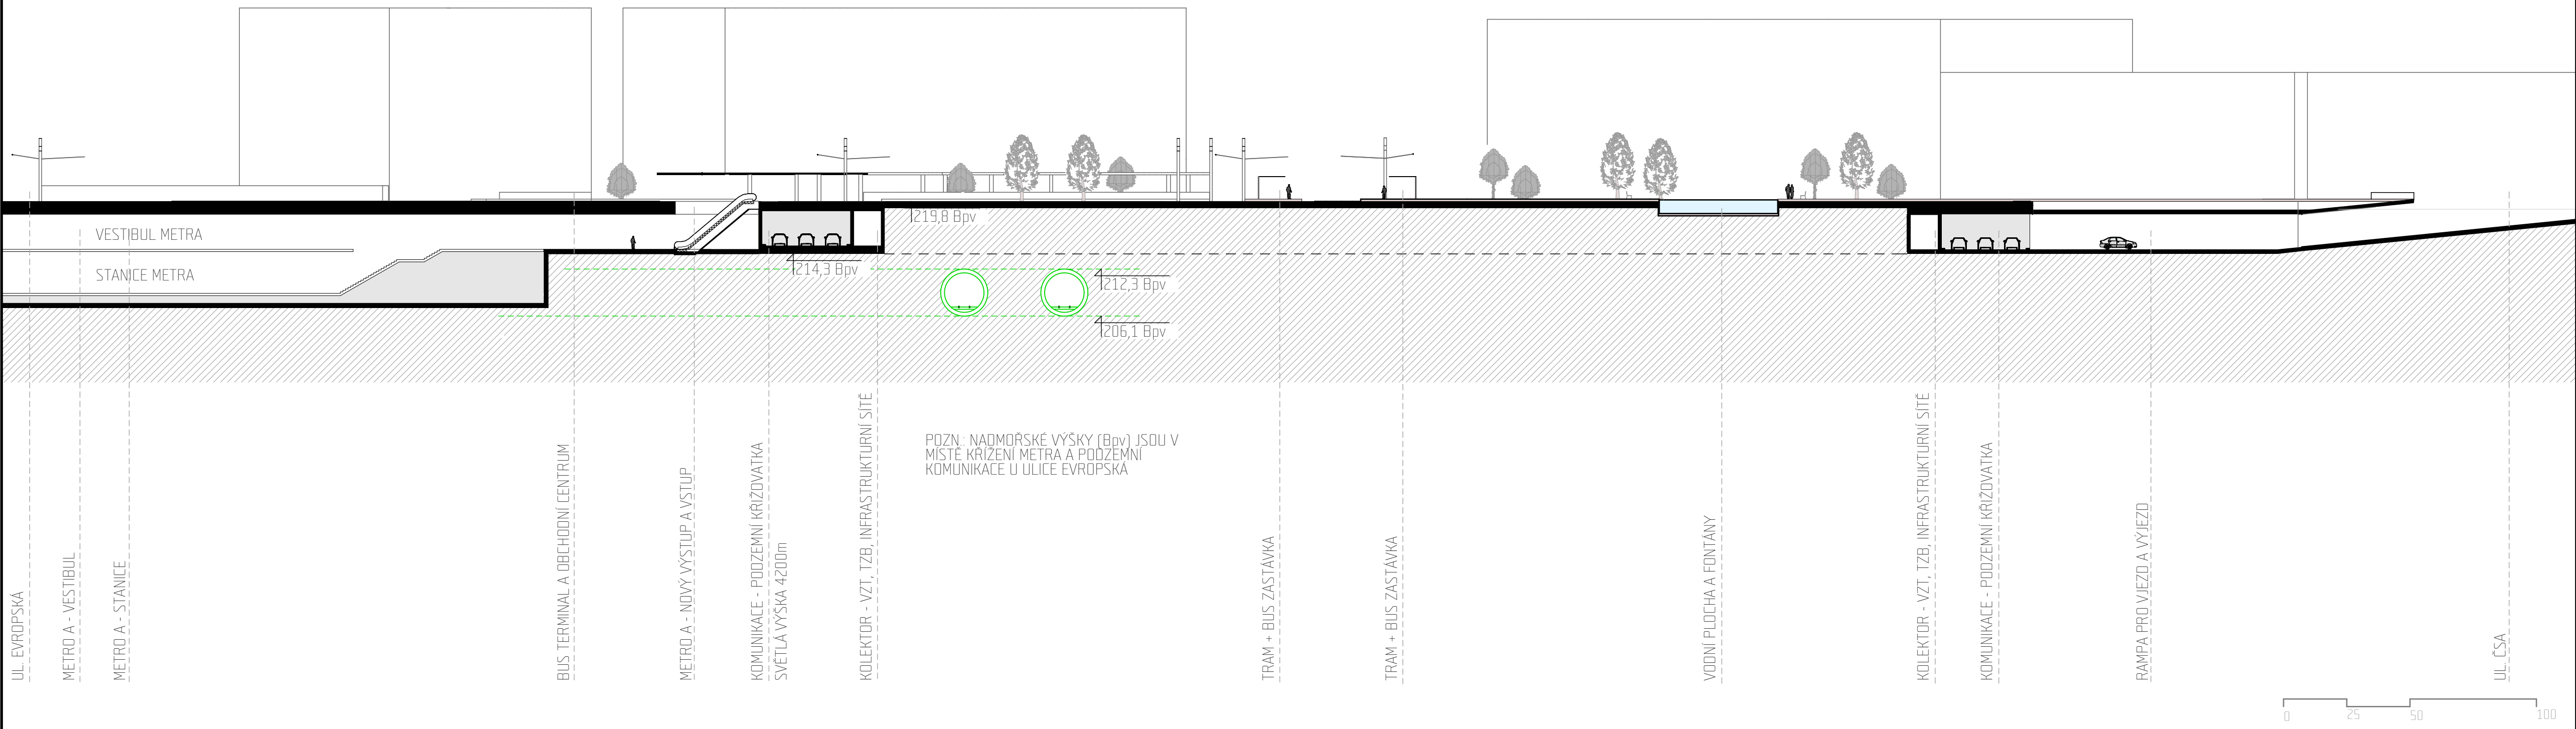 VESTIBUL METRA
STANICE METRA
219,8 Bpv
214,3 Bpv
212,3 Bpv
206,1 Bpv
POZN.: NADMOŘSKÉ VÝŠKY (Bpv) JSOU V
MÍSTĚ KŘÍŽENÍ METRA A PODZEMNÍ
KOMUNIKACE U ULICE EVROPSKÁ
UL. EVROPSKÁ
METRO A - VESTIBUL
METRO A - STANICE
BUS TERMINAL A OBCHODNÍ CENTRUM
METRO A - NOVÝ VÝSTUP A VSTUP
KOMUNIKACE - PODZEMNÍ KŘIŽOVATKA
SVĚTLÁ VÝŠKA 4200m
KOLEKTOR - VZT, TZB, INFRASTRUKTURNÍ SÍTĚ
TRAM + BUS ZASTÁVKA
TRAM + BUS ZASTÁVKA
VODNÍ PLOCHA A FONTÁNY
KOLEKTOR - VZT, TZB, INFRASTRUKTURNÍ SÍTĚ
KOMUNIKACE - PODZEMNÍ KŘIŽOVATKA
RAMPA PRO VJEZD A VÝJEZD
UL. ČSA
0 25 50 100